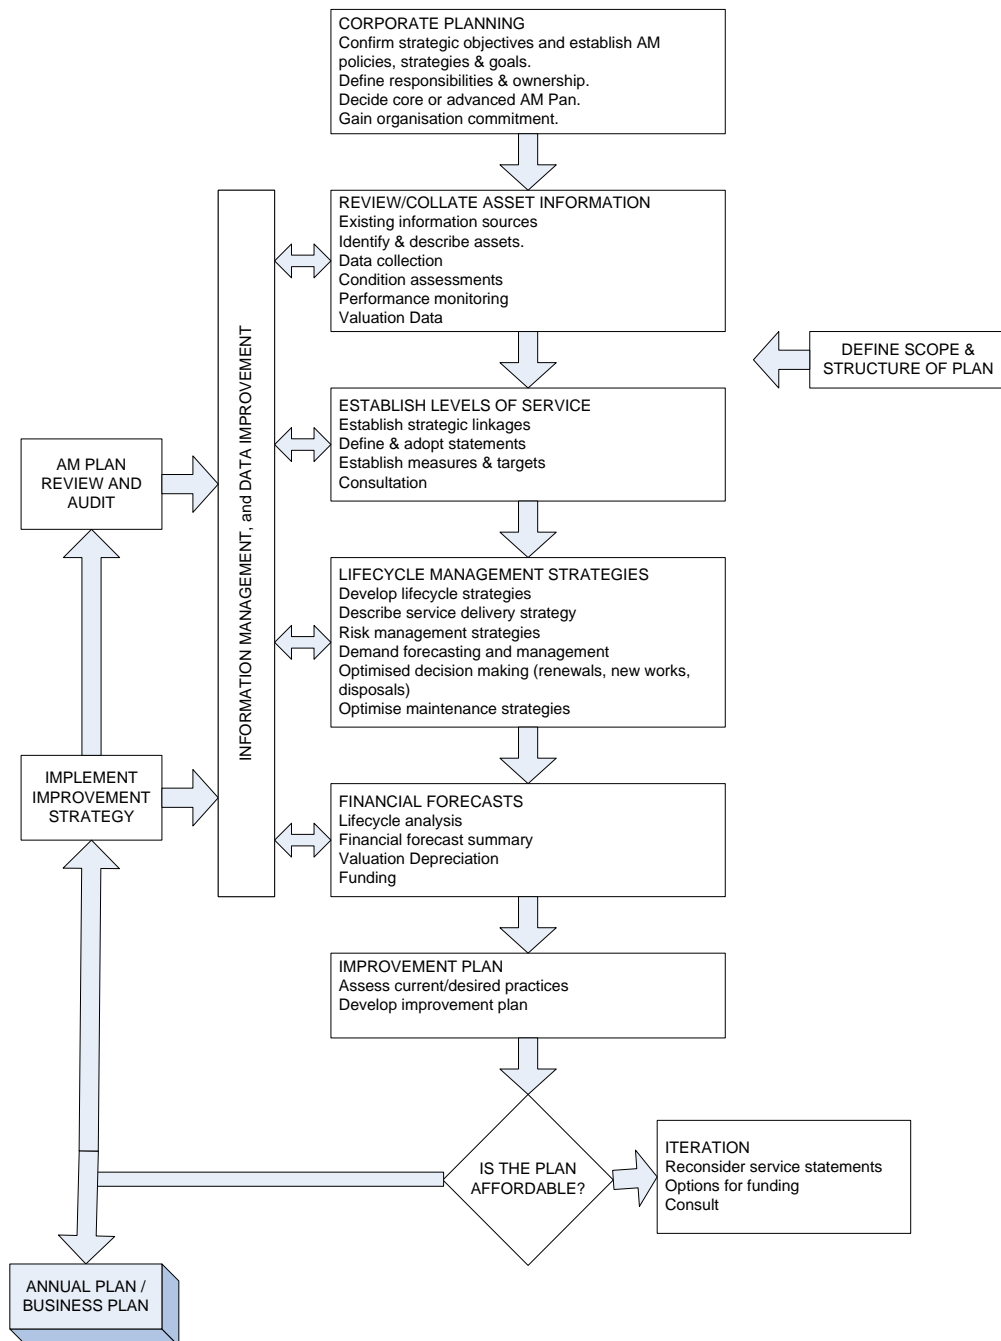 CORPORATE PLANNING
Confirm strategic objectives and establish AM
policies, strategies & goals.
Define responsibilities & ownership.
Decide core or advanced AM Pan.
Gain organisation commitment.
REVIEW/COLLATE ASSET INFORMATION
Existing information sources
Identify & describe assets.
Data collection
Condition assessments
Performance monitoring
Valuation Data
DEFINE SCOPE &
STRUCTURE OF PLAN
INFORMATION MANAGEMENT, and DATA IMPROVEMENT
ESTABLISH LEVELS OF SERVICE
Establish strategic linkages
Define & adopt statements
Establish measures & targets
Consultation
AM PLAN
REVIEW AND
AUDIT
LIFECYCLE MANAGEMENT STRATEGIES
Develop lifecycle strategies
Describe service delivery strategy
Risk management strategies
Demand forecasting and management
Optimised decision making (renewals, new works,
disposals)
Optimise maintenance strategies
IMPLEMENT
IMPROVEMENT
STRATEGY
FINANCIAL FORECASTS
Lifecycle analysis
Financial forecast summary
Valuation Depreciation
Funding
IMPROVEMENT PLAN
Assess current/desired practices
Develop improvement plan
IS THE PLAN
AFFORDABLE?
ITERATION
Reconsider service statements
Options for funding
Consult
ANNUAL PLAN /
BUSINESS PLAN